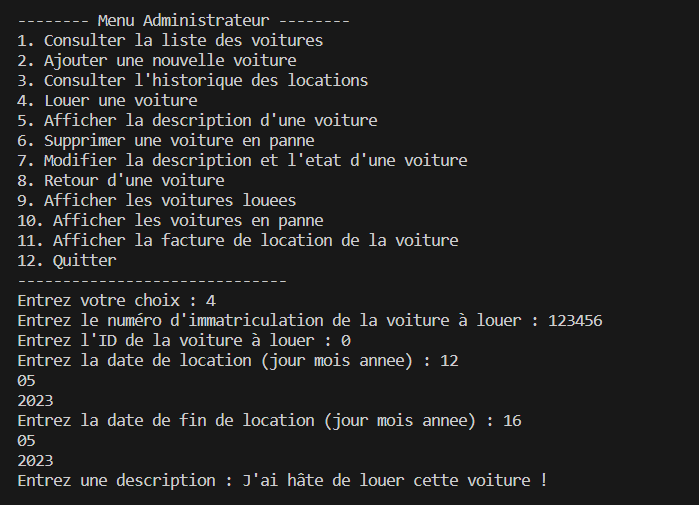 -------- Menu Administrateur --------
1. Consulter la liste des voitures
2. Ajouter une nouvelle voiture
3. Consulter l'historique des locations
4. Louer une voiture
5. Afficher la description d'une voiture
6. Supprimer une voiture en panne
7. Modifier la description et l'etat d'une voiture
8. Retour d'une voiture
9. Afficher les voitures louees
10. Afficher les voitures en panne
11. Afficher la facture de location de la voiture
12. Quitter
------------------------------
Entrez votre choix : 4
Entrez le numéro d'immatriculation de la voiture à louer : 123456
Entrez l'ID de la voiture à louer : 0
Entrez la date de location (jour mois annee) : 12
05
2023
Entrez la date de fin de location (jour mois annee) : 16
05
2023
Entrez une description : J'ai hâte de louer cette voiture !